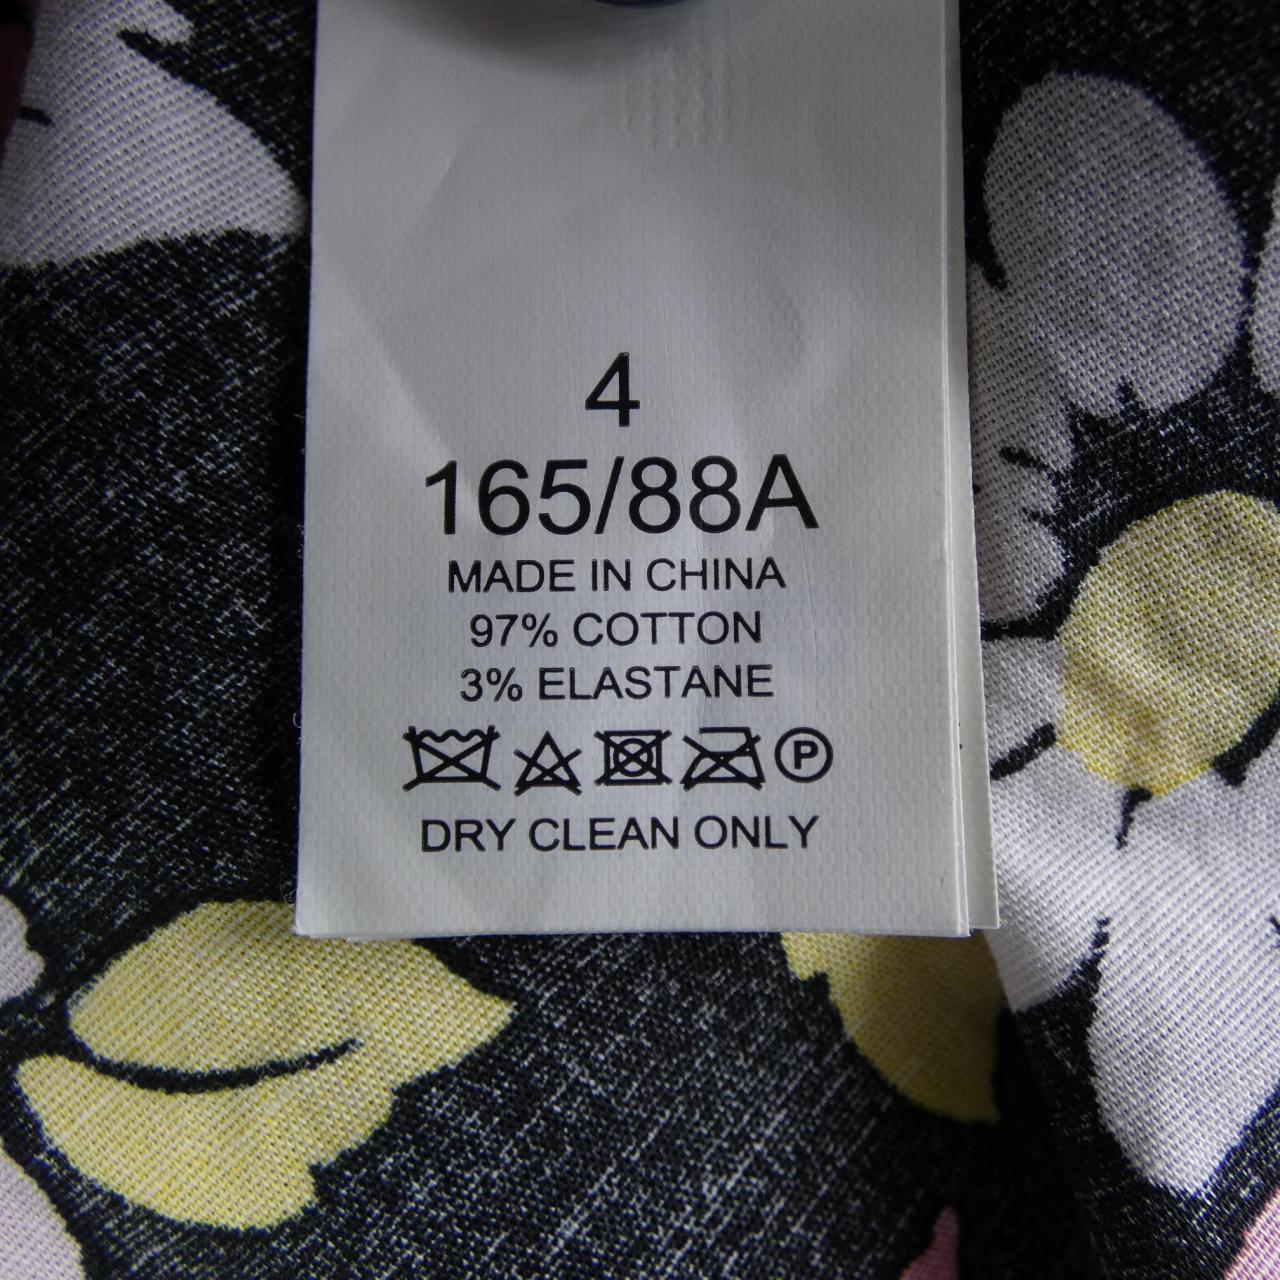 4
165/88A
MADE IN CHINA
97% COTTON
3% ELASTANE
P
DRY CLEAN ONLY